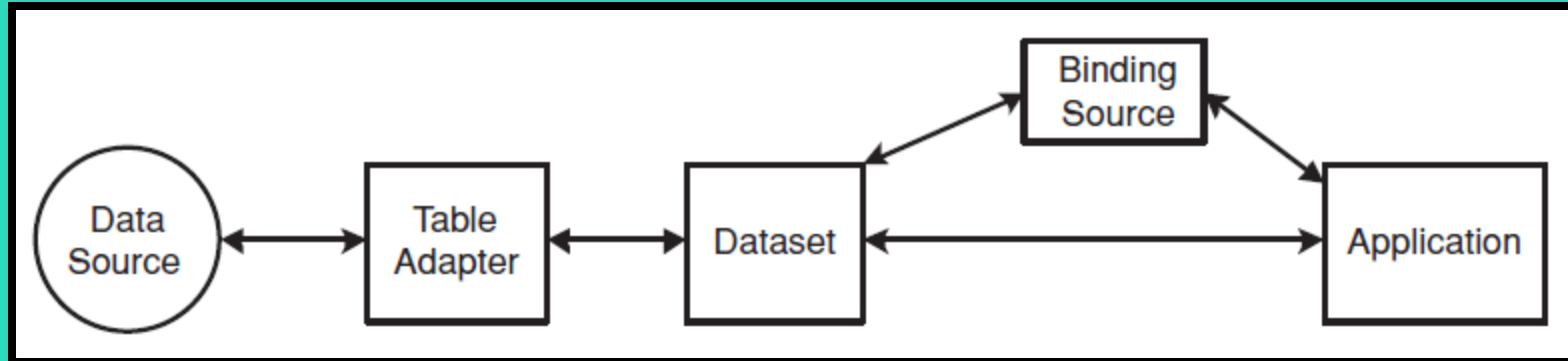 Binding
Source
Data
Source
Table
Adapter
Dataset
Application